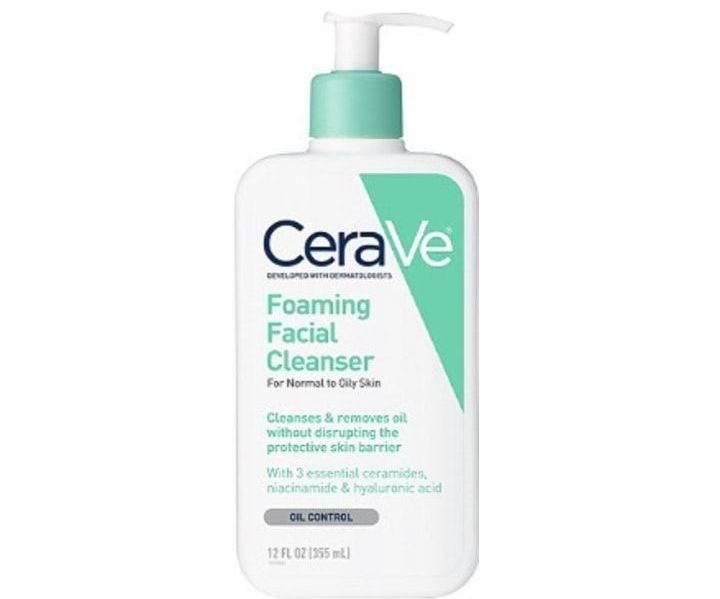 CeraVe®
DEVELOPED WITH DERMATOLOGISTS
Foaming
Facial
Cleanser
For Normal to Oily Skin
Cleanses & removes oil
without disrupting the
protective skin barrier
With 3 essential ceramides,
niacinamide & hyaluronic acid
OIL CONTROL
12 FL OZ (355 mL)